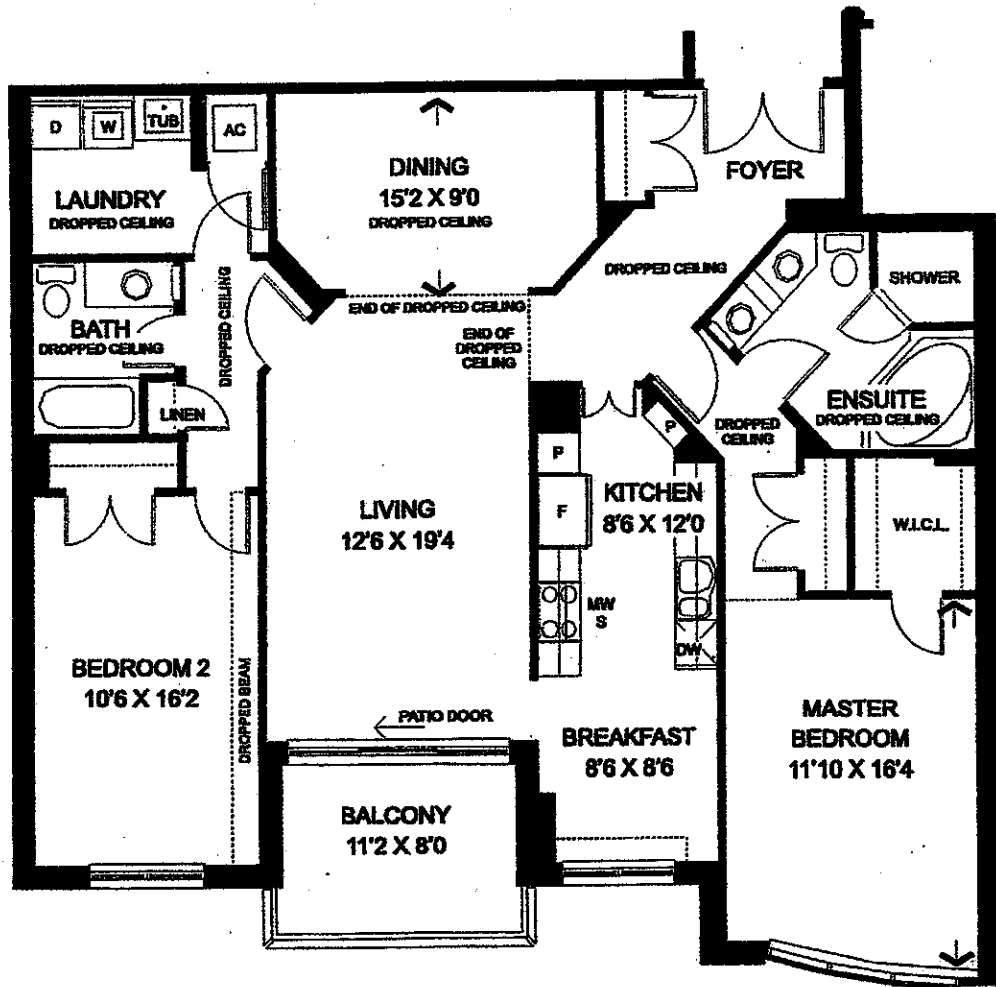 D
W
TUB
AC
LAUNDRY
DROPPED CEILING
DINING
15'2 X 9'0
DROPPED CEILING
FOYER
DROPPED CEILING
SHOWER
BATH
DROPPED CEILING
DROPPED CEILING
END OF DROPPED CEILING
END OF
DROPPED
CEILING
LINEN
ENSUITE
DROPPED CEILING
DROPPED
CEILING
P
P
F
KITCHEN
8'6 X 12'0
LIVING
12'6 X 19'4
W.I.C.L.
MW
S
DW
BEDROOM 2
10'6 X 16'2
DROPPED BEAM
PATIO DOOR
BREAKFAST
8'6 X 8'6
MASTER
BEDROOM
11'10 X 16'4
BALCONY
11'2 X 8'0